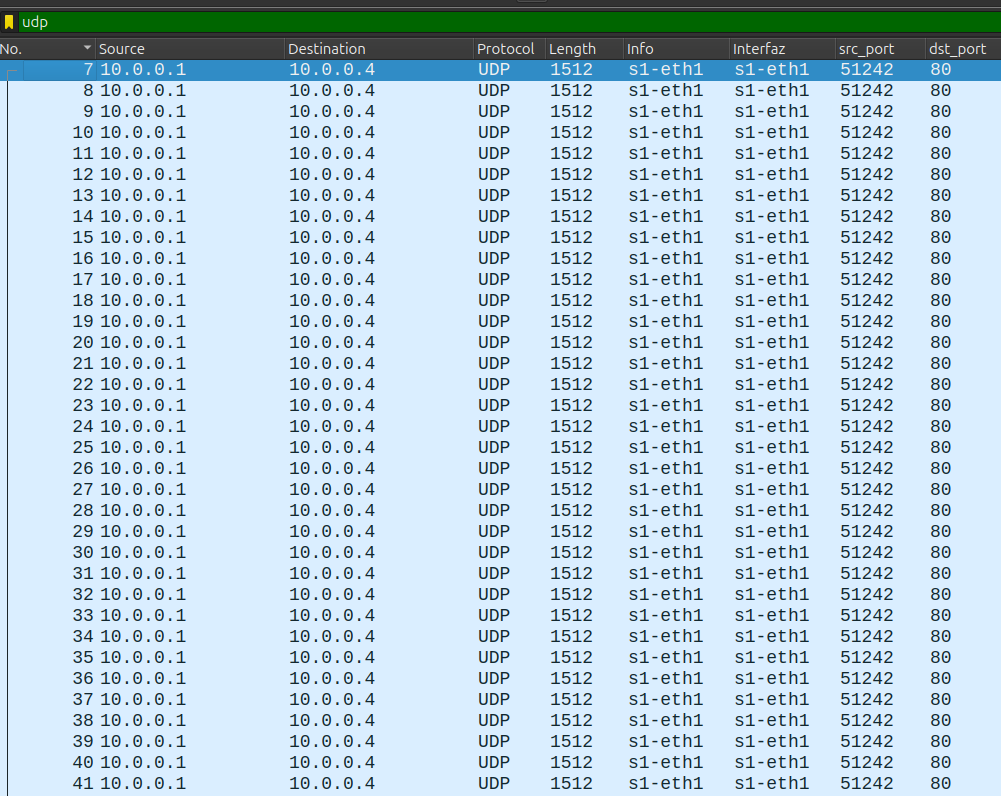 udp
No. Source Destination Protocol Length Info Interfaz src_port dst_port
7 10.0.0.1 10.0.0.4 UDP 1512 s1-eth1 s1-eth1 51242 80
8 10.0.0.1 10.0.0.4 UDP 1512 s1-eth1 s1-eth1 51242 80
9 10.0.0.1 10.0.0.4 UDP 1512 s1-eth1 s1-eth1 51242 80
10 10.0.0.1 10.0.0.4 UDP 1512 s1-eth1 s1-eth1 51242 80
11 10.0.0.1 10.0.0.4 UDP 1512 s1-eth1 s1-eth1 51242 80
12 10.0.0.1 10.0.0.4 UDP 1512 s1-eth1 s1-eth1 51242 80
13 10.0.0.1 10.0.0.4 UDP 1512 s1-eth1 s1-eth1 51242 80
14 10.0.0.1 10.0.0.4 UDP 1512 s1-eth1 s1-eth1 51242 80
15 10.0.0.1 10.0.0.4 UDP 1512 s1-eth1 s1-eth1 51242 80
16 10.0.0.1 10.0.0.4 UDP 1512 s1-eth1 s1-eth1 51242 80
17 10.0.0.1 10.0.0.4 UDP 1512 s1-eth1 s1-eth1 51242 80
18 10.0.0.1 10.0.0.4 UDP 1512 s1-eth1 s1-eth1 51242 80
19 10.0.0.1 10.0.0.4 UDP 1512 s1-eth1 s1-eth1 51242 80
20 10.0.0.1 10.0.0.4 UDP 1512 s1-eth1 s1-eth1 51242 80
21 10.0.0.1 10.0.0.4 UDP 1512 s1-eth1 s1-eth1 51242 80
22 10.0.0.1 10.0.0.4 UDP 1512 s1-eth1 s1-eth1 51242 80
23 10.0.0.1 10.0.0.4 UDP 1512 s1-eth1 s1-eth1 51242 80
24 10.0.0.1 10.0.0.4 UDP 1512 s1-eth1 s1-eth1 51242 80
25 10.0.0.1 10.0.0.4 UDP 1512 s1-eth1 s1-eth1 51242 80
26 10.0.0.1 10.0.0.4 UDP 1512 s1-eth1 s1-eth1 51242 80
27 10.0.0.1 10.0.0.4 UDP 1512 s1-eth1 s1-eth1 51242 80
28 10.0.0.1 10.0.0.4 UDP 1512 s1-eth1 s1-eth1 51242 80
29 10.0.0.1 10.0.0.4 UDP 1512 s1-eth1 s1-eth1 51242 80
30 10.0.0.1 10.0.0.4 UDP 1512 s1-eth1 s1-eth1 51242 80
31 10.0.0.1 10.0.0.4 UDP 1512 s1-eth1 s1-eth1 51242 80
32 10.0.0.1 10.0.0.4 UDP 1512 s1-eth1 s1-eth1 51242 80
33 10.0.0.1 10.0.0.4 UDP 1512 s1-eth1 s1-eth1 51242 80
34 10.0.0.1 10.0.0.4 UDP 1512 s1-eth1 s1-eth1 51242 80
35 10.0.0.1 10.0.0.4 UDP 1512 s1-eth1 s1-eth1 51242 80
36 10.0.0.1 10.0.0.4 UDP 1512 s1-eth1 s1-eth1 51242 80
37 10.0.0.1 10.0.0.4 UDP 1512 s1-eth1 s1-eth1 51242 80
38 10.0.0.1 10.0.0.4 UDP 1512 s1-eth1 s1-eth1 51242 80
39 10.0.0.1 10.0.0.4 UDP 1512 s1-eth1 s1-eth1 51242 80
40 10.0.0.1 10.0.0.4 UDP 1512 s1-eth1 s1-eth1 51242 80
41 10.0.0.1 10.0.0.4 UDP 1512 s1-eth1 s1-eth1 51242 80